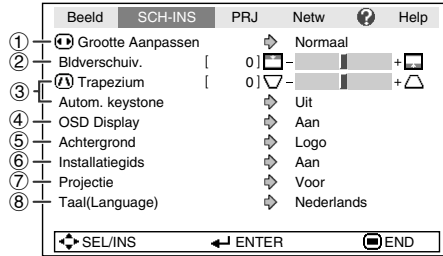 Beeld SCH-INS PRJ Netw ? Help
① Grootte Aanpassen Normaal
② Bldverschuiv. [ 0 ] – +
③ Trapezium [ 0 ] – +
Autom. keystone Uit
④ OSD Display Aan
⑤ Achtergrond Logo
⑥ Installatiegids Aan
⑦ Projectie Voor
⑧ Taal(Language) Nederlands
SEL/INS ENTER END